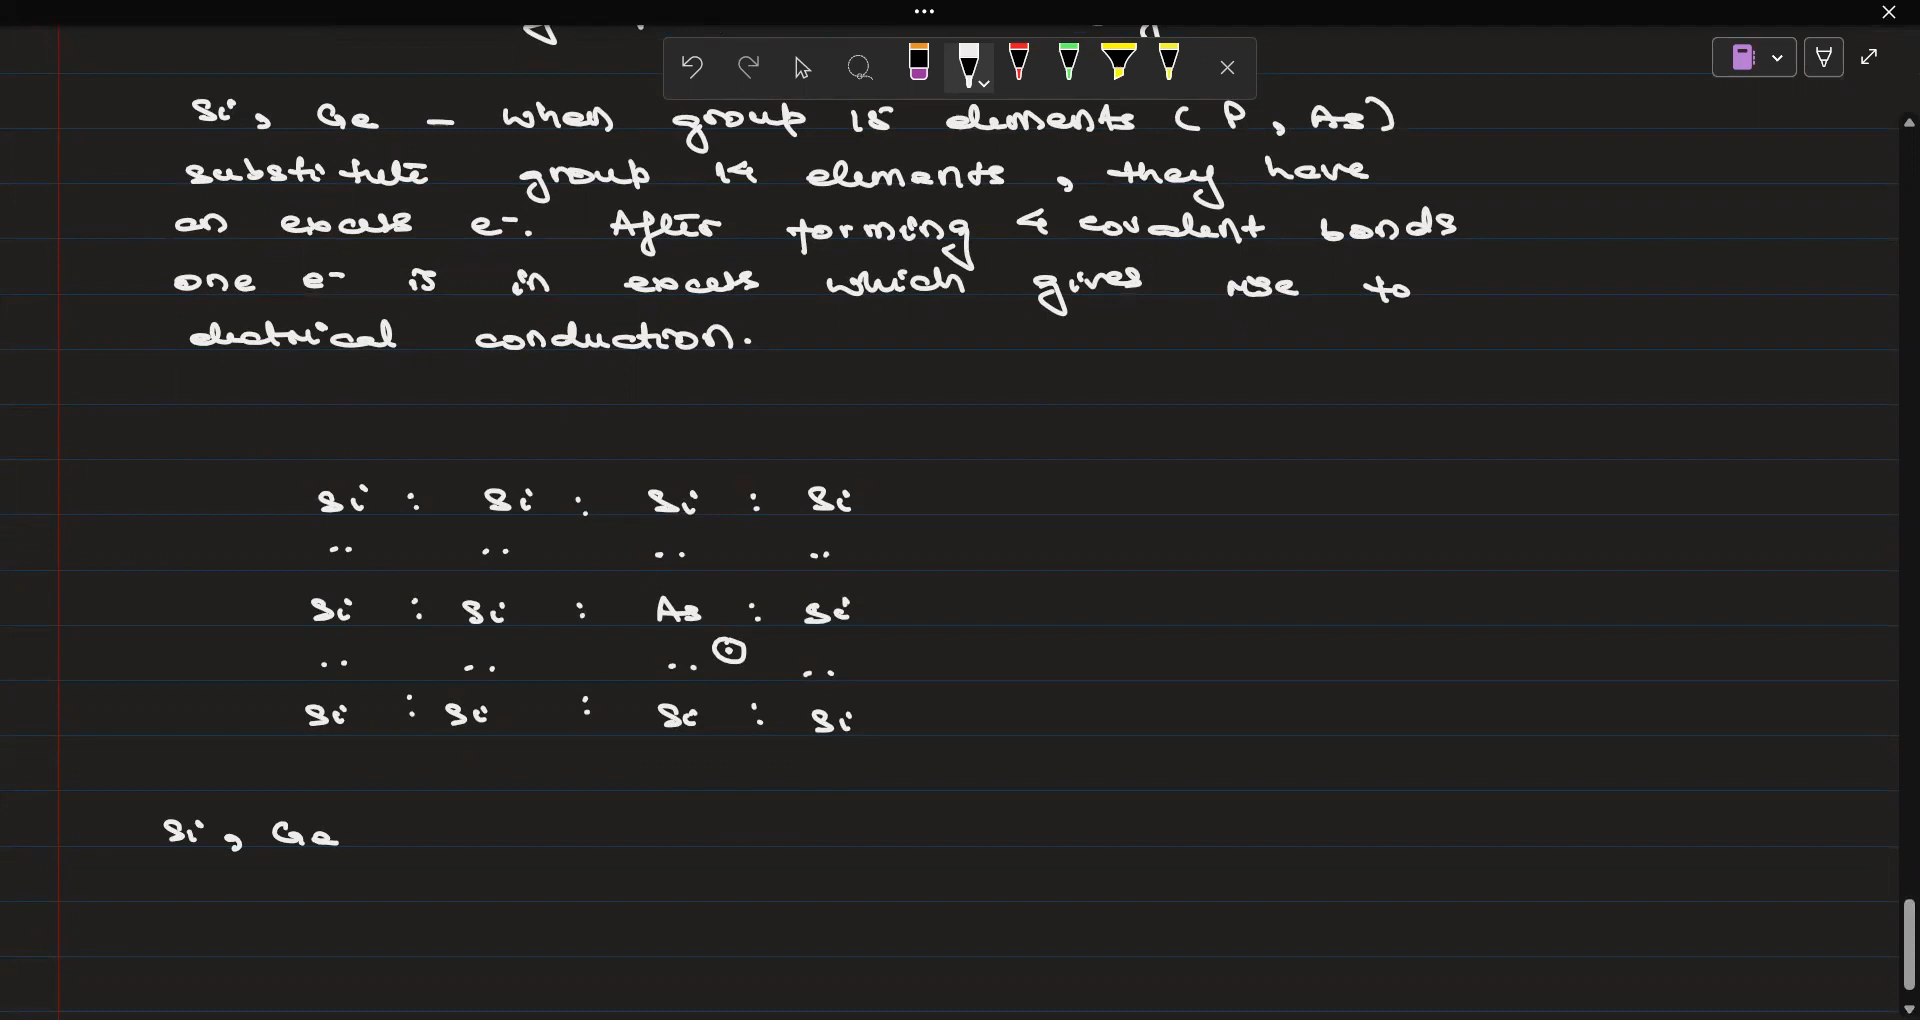 Si, Ge - when group 15 elements (P, As)
substitute group 14 elements, they have
an excess e-. After forming 4 covalent bonds
one e- is in excess which gives rise to
electrical conduction.
Si : Si : Si : Si
.. .. .. ..
Si : Si : As : Si
.. .. .. ⊙ ..
Si : Si : Si : Si
Si, Ge